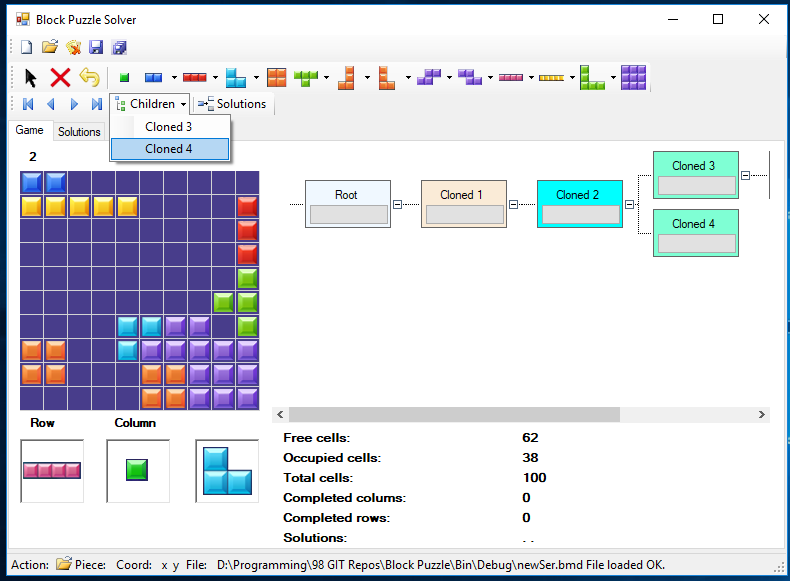 Block Puzzle Solver
Children Solutions
Cloned 3
Cloned 4
Game Solutions
2
Root Cloned 1 Cloned 2 Cloned 3
Cloned 4
Row Column
Free cells: 62
Occupied cells: 38
Total cells: 100
Completed colums: 0
Completed rows: 0
Solutions: . .
Action: Piece: Coord: x y File: D:\Programming\98 GIT Repos\Block Puzzle\Bin\Debug\newSer.bmd File loaded OK.